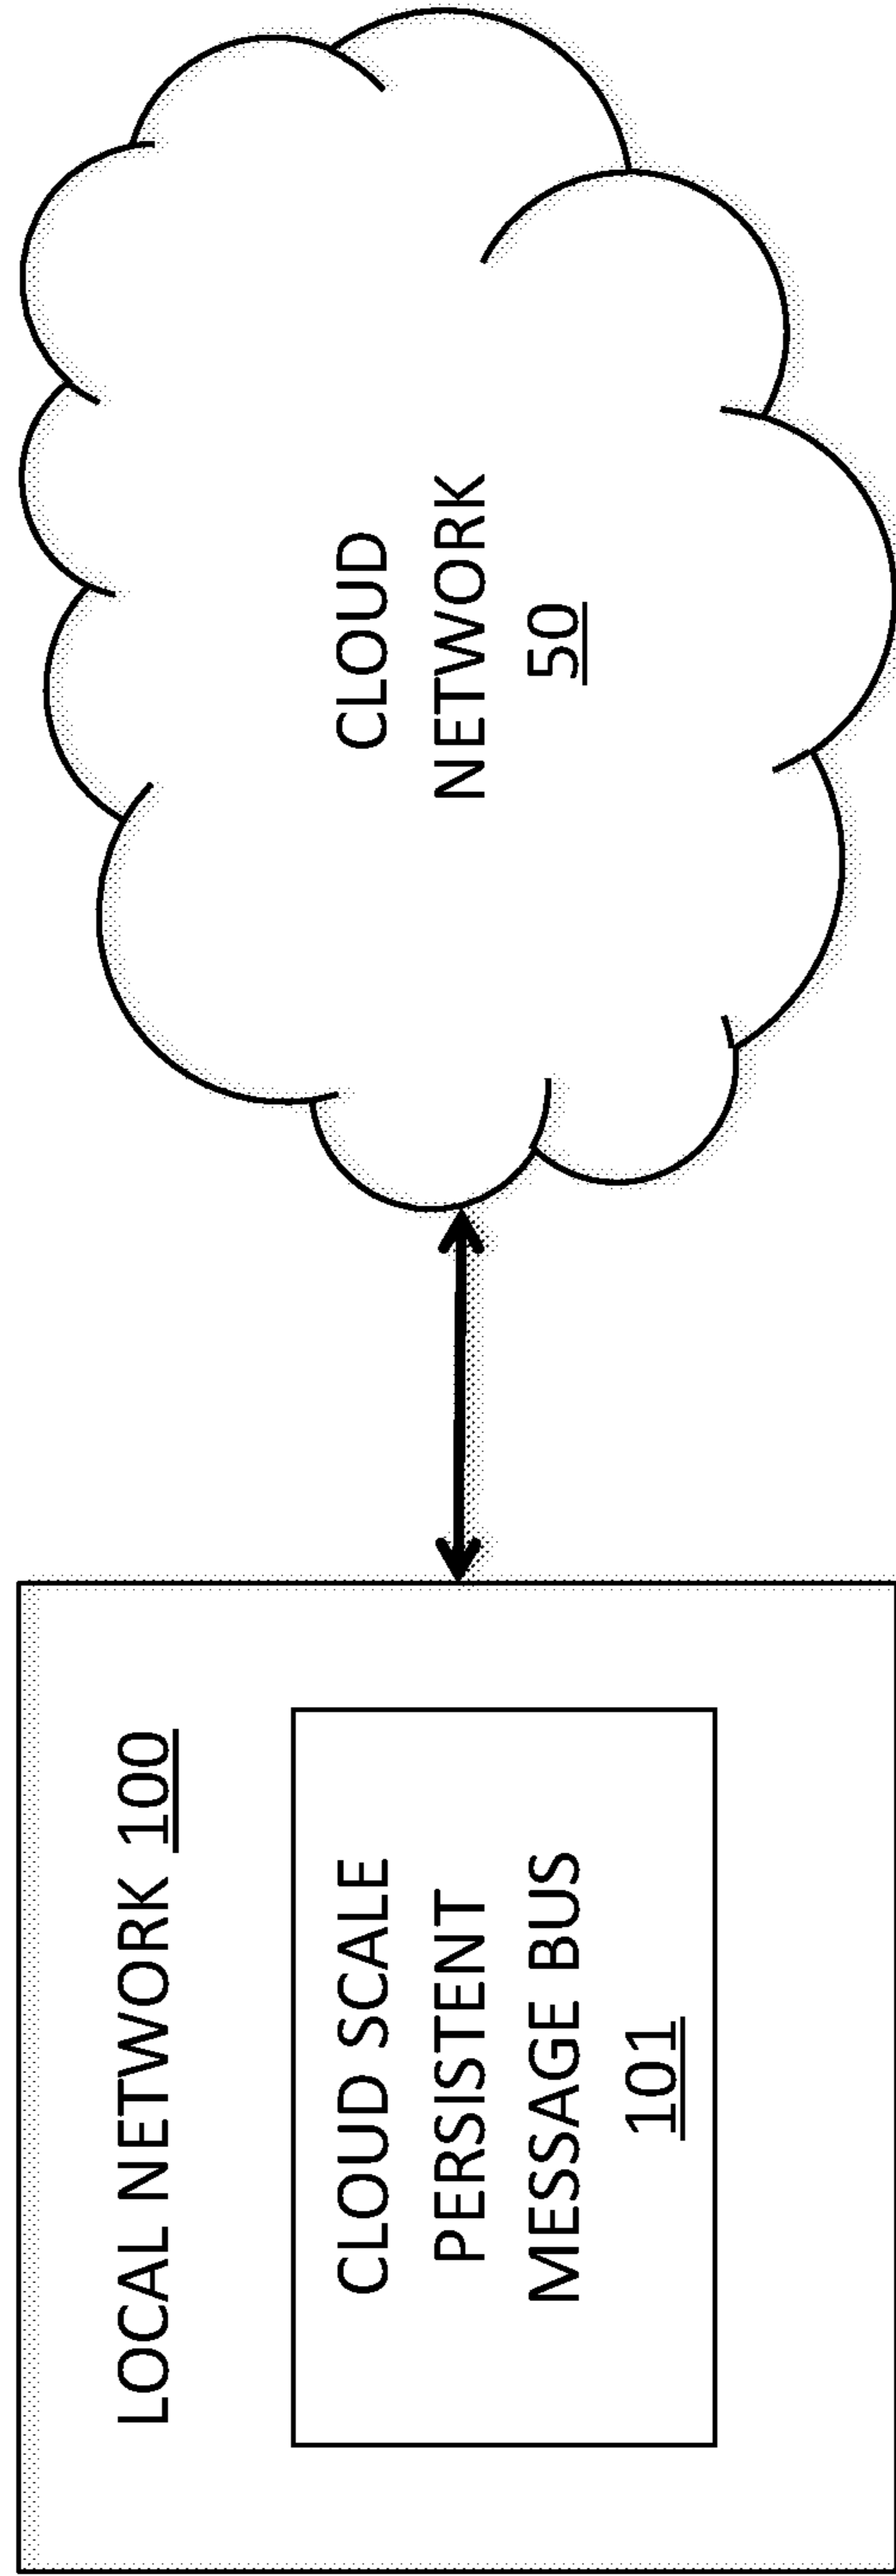 LOCAL NETWORK 100
CLOUD SCALE
PERSISTENT
MESSAGE BUS
101
CLOUD
NETWORK
50